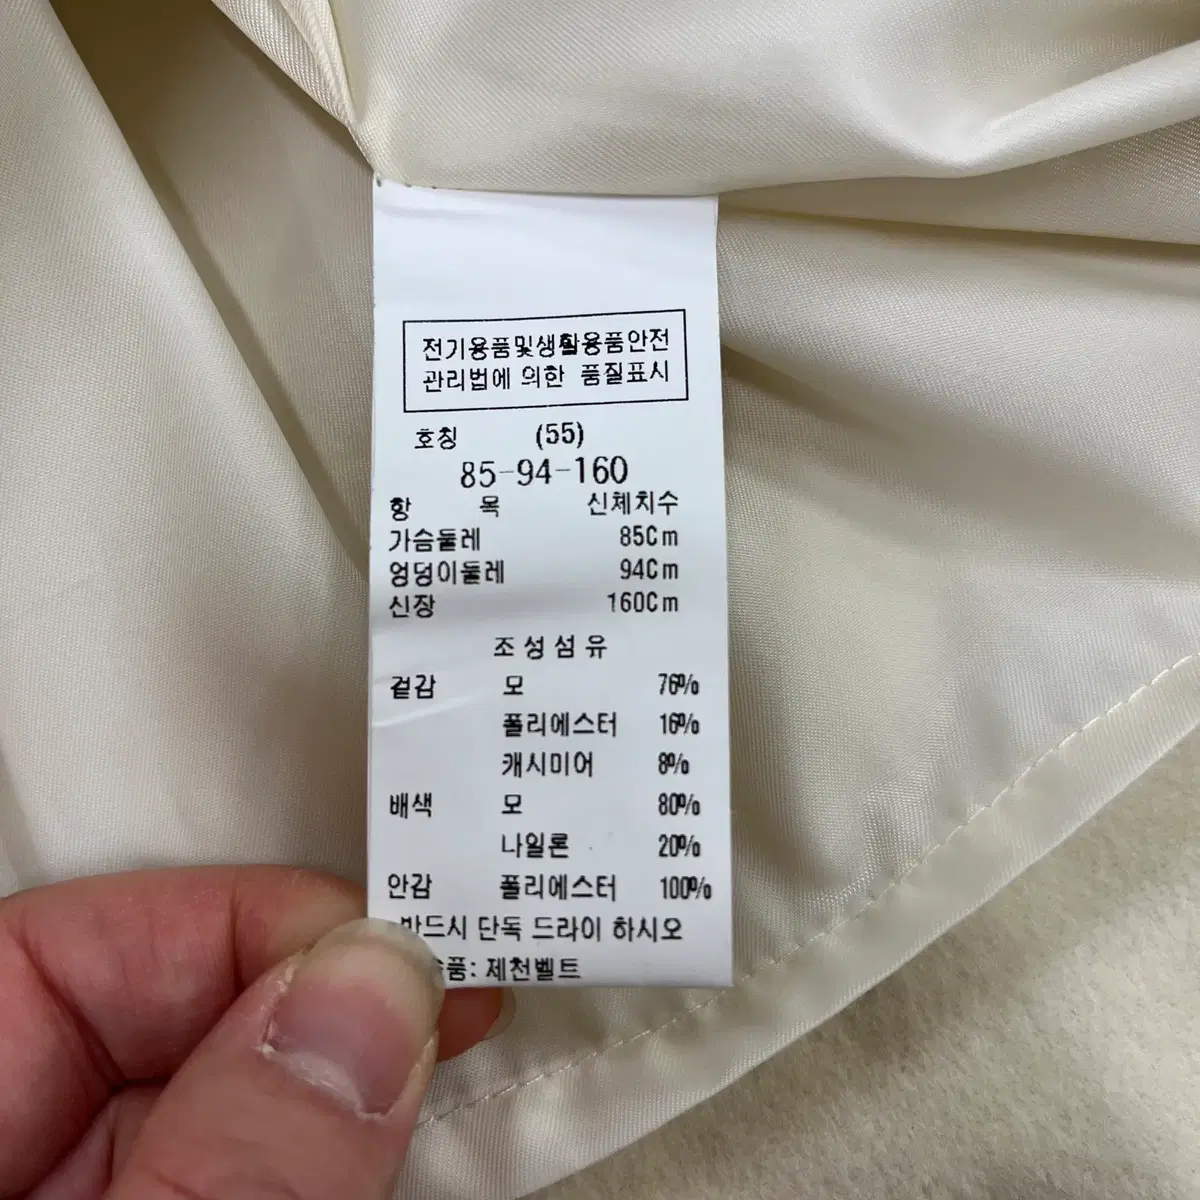 전기용품및생활용품안전
관리법에 의한 품질표시
호칭 (55)
85-94-160
항 목 신체치수
가슴둘레 85Cm
엉덩이둘레 94Cm
신장 160Cm
조성섬유
겉감 모 76%
폴리에스터 16%
캐시미어 8%
배색 모 80%
나일론 20%
안감 폴리에스터 100%
반드시 단독 드라이 하시오
제천벨트